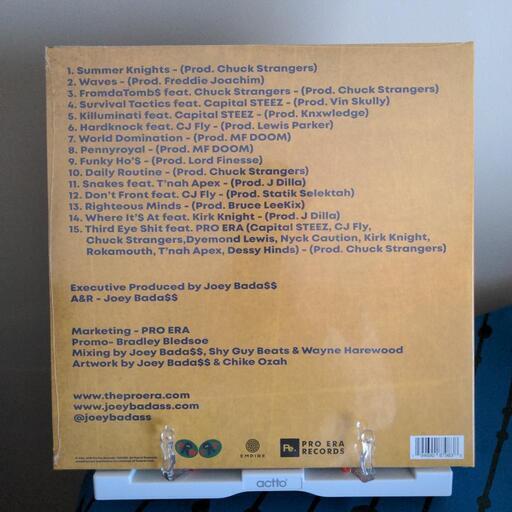 1. Summer Knights - (Prod. Chuck Strangers)
2. Waves - (Prod. Freddie Joachim)
3. FromdaTomb$ feat. Chuck Strangers - (Prod. Chuck Strangers)
4. Survival Tactics feat. Capital STEEZ - (Prod. Vin Skully)
5. Killuminati feat. Capital STEEZ - (Prod. Knxwledge)
6. Hardknock feat. CJ Fly - (Prod. Lewis Parker)
7. World Domination - (Prod. MF DOOM)
8. Pennyroyal - (Prod. MF DOOM)
9. Funky Ho'S - (Prod. Lord Finesse)
10. Daily Routine - (Prod. Chuck Strangers)
11. Snakes feat. T'nah Apex - (Prod. J Dilla)
12. Don't Front feat. CJ Fly - (Prod. Statik Selektah)
13. Righteous Minds - (Prod. Bruce LeeKix)
14. Where It'S At feat. Kirk Knight - (Prod. J Dilla)
15. Third Eye Shit feat. PRO ERA (Capital STEEZ, CJ Fly,
Chuck Strangers,Dyemond Lewis, Nyck Caution, Kirk Knight,
Rokamouth, T'nah Apex, Dessy Hinds) - (Prod. Chuck Strangers)
Executive Produced by Joey Bada$$
A&R - Joey Bada$$
Marketing - PRO ERA
Promo- Bradley Bledsoe
Mixing by Joey Bada$$, Shy Guy Beats & Wayne Harewood
Artwork by Joey Bada$$ & Chike Ozah
www.theproera.com
www.joeybadass.com
@joeybadass
EMPIRE
Pe.
PRO ERA
RECORDS
actto